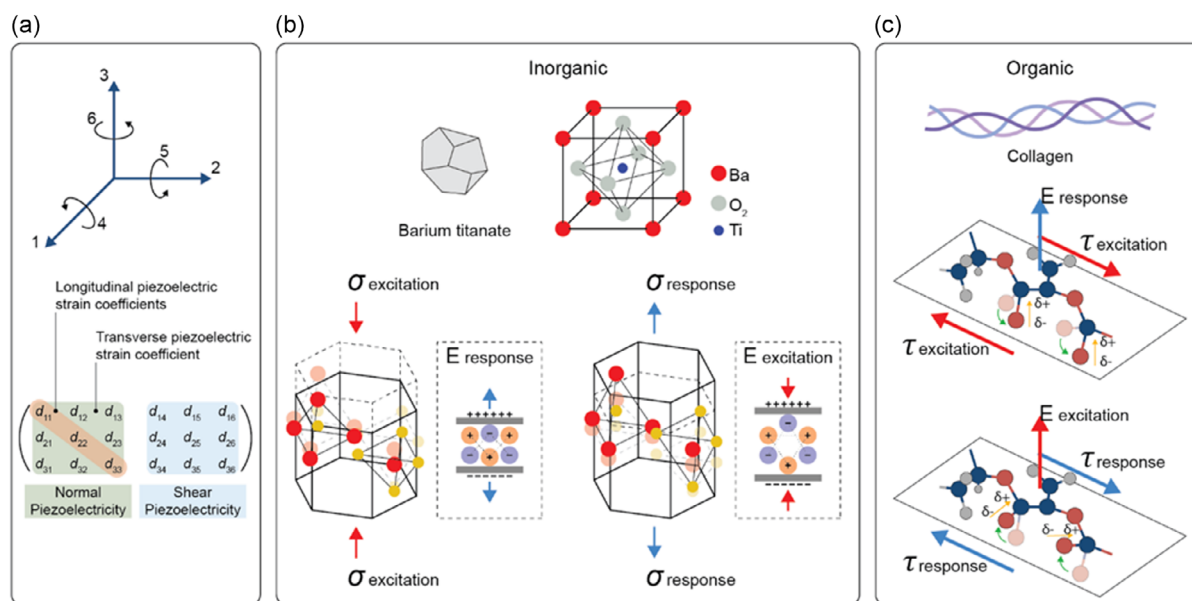 (a)
3
6
5
2
4
1
Longitudinal piezoelectric
strain coefficients
Transverse piezoelectric
strain coefficient
d11 d12 d13 d14 d15 d16
d21 d22 d23 d24 d25 d26
d31 d32 d33 d34 d35 d36
Normal
Piezoelectricity
Shear
Piezoelectricity
(b)
Inorganic
Barium titanate
Ba
O2
Ti
σ excitation
E response
++++++
+
−
+
−
+
−
------
σ excitation
σ response
E excitation
++++++
−
+
+
−
−
+
------
σ response
(c)
Organic
Collagen
E response
τ excitation
δ+
δ-
δ+
δ-
τ excitation
E excitation
τ response
δ+
δ-
δ- δ+
τ response